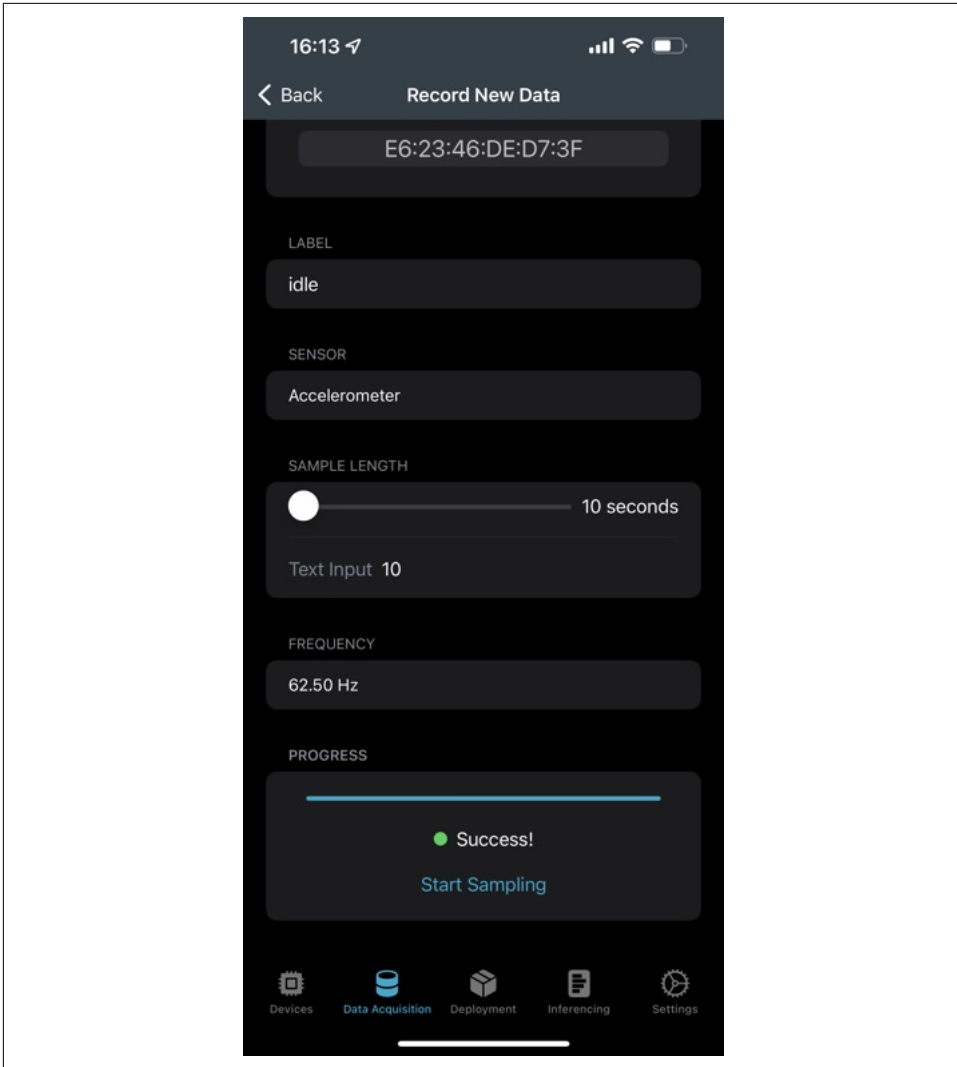 16:13
Back Record New Data
E6:23:46:DE:D7:3F
LABEL
idle
SENSOR
Accelerometer
SAMPLE LENGTH
10 seconds
Text Input 10
FREQUENCY
62.50 Hz
PROGRESS
Success!
Start Sampling
Devices Data Acquisition Deployment Inferencing Settings